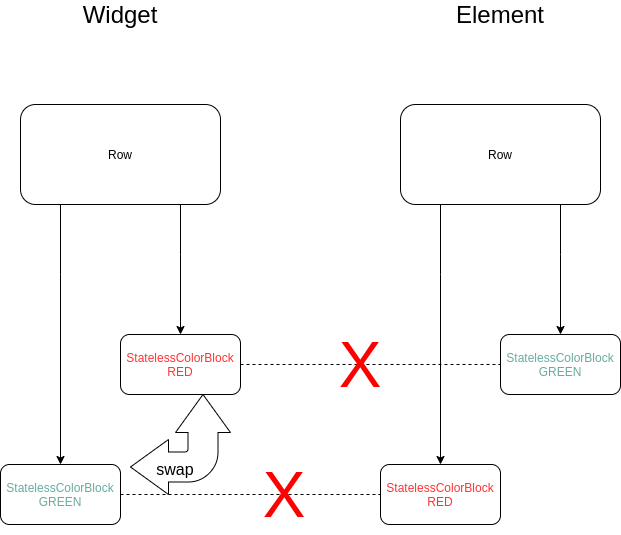 Widget
Element
Row
Row
StatelessColorBlock
RED
X
StatelessColorBlock
GREEN
swap
StatelessColorBlock
GREEN
X
StatelessColorBlock
RED